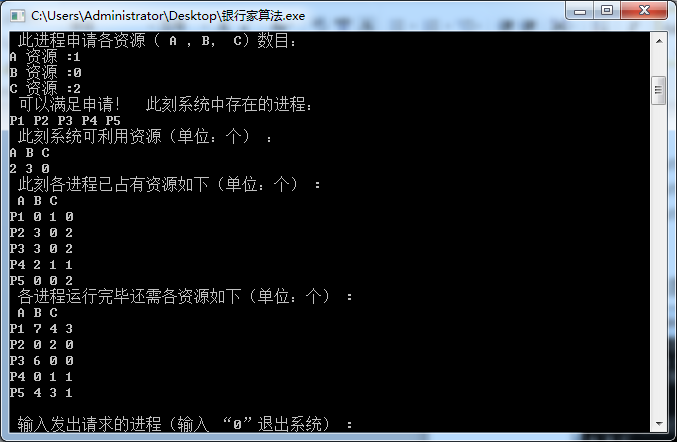 C:\Users\Administrator\Desktop\银行家算法.exe
此进程申请各资源（ A , B, C）数目：
A 资源 :1
B 资源 :0
C 资源 :2
可以满足申请！ 此刻系统中存在的进程：
P1 P2 P3 P4 P5
此刻系统可利用资源（单位：个） ：
A B C
2 3 0
此刻各进程已占有资源如下（单位：个） ：
A B C
P1 0 1 0
P2 3 0 2
P3 3 0 2
P4 2 1 1
P5 0 0 2
各进程运行完毕还需各资源如下（单位：个） ：
A B C
P1 7 4 3
P2 0 2 0
P3 6 0 0
P4 0 1 1
P5 4 3 1
输入发出请求的进程（输入 “0”退出系统） ：